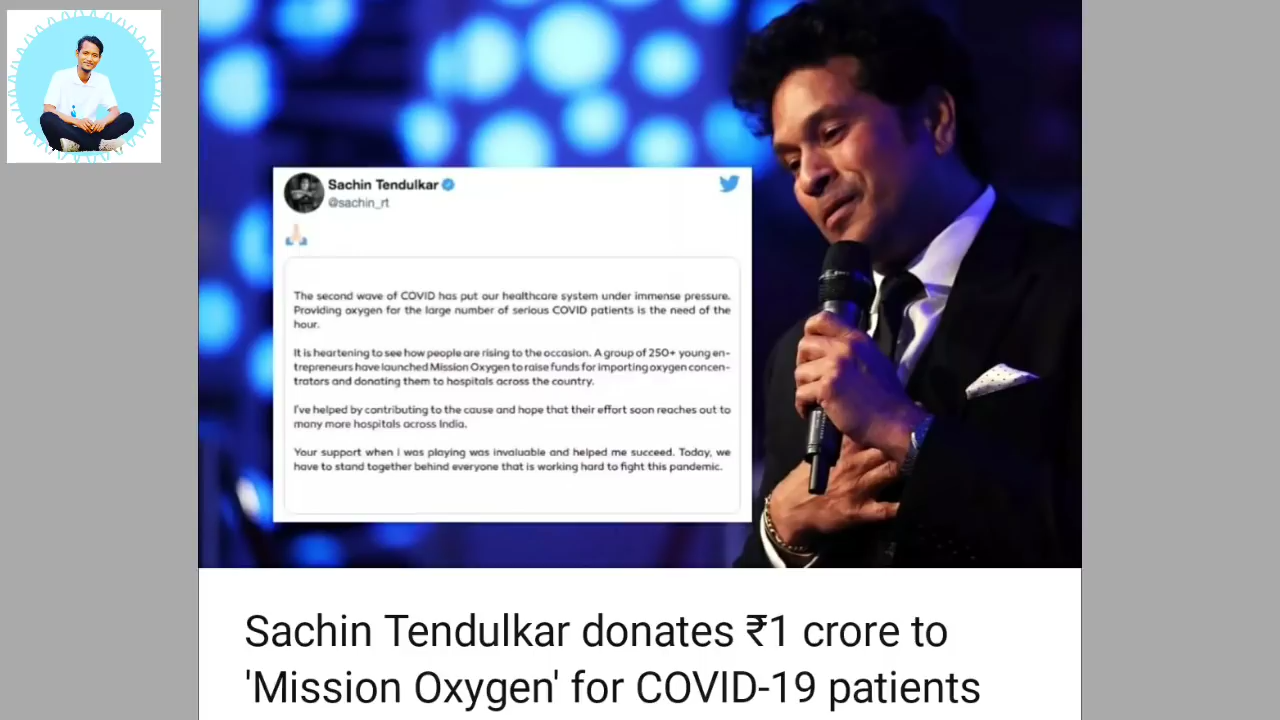 Sachin Tendulkar
@sachin_rt
The second wave of COVID has put our healthcare system under immense pressure.
Providing oxygen for the large number of serious COVID patients is the need of the
hour.
It is heartening to see how people are rising to the occasion. A group of 250+ young en-
trepreneurs have launched Mission Oxygen to raise funds for importing oxygen concen-
trators and donating them to hospitals across the country.
I've helped by contributing to the cause and hope that their effort soon reaches out to
many more hospitals across India.
Your support when I was playing was invaluable and helped me succeed. Today, we
have to stand together behind everyone that is working hard to fight this pandemic.
Sachin Tendulkar donates ₹1 crore to
'Mission Oxygen' for COVID-19 patients